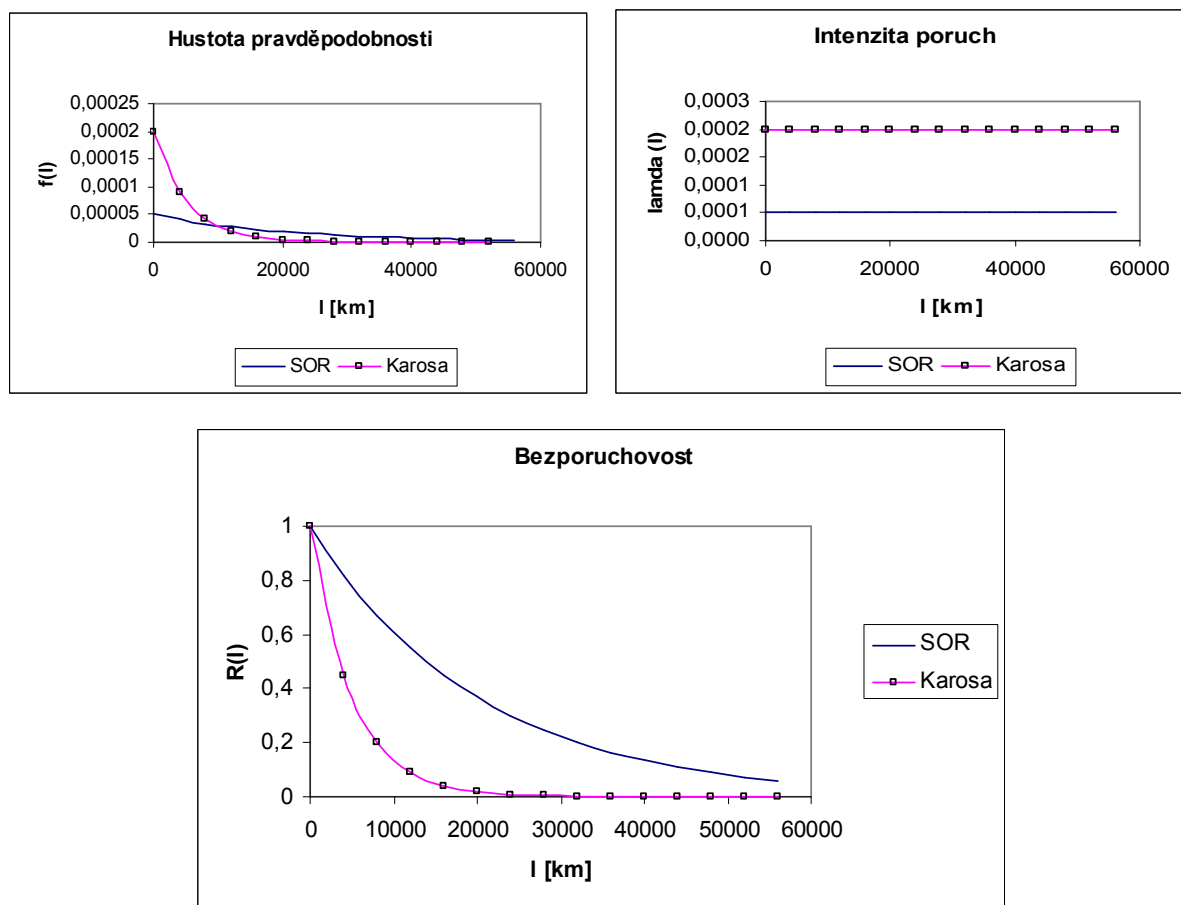 Hustota pravděpodobnosti
0,00025
0,0002
0,00015
0,0001
0,00005
0
f(l)
0 20000 40000 60000
l [km]
SOR Karosa
Intenzita poruch
0,0003
0,0002
0,0002
0,0001
0,0001
0,0000
lamda (l)
0 20000 40000 60000
l [km]
SOR Karosa
Bezporuchovost
1
0,8
0,6
0,4
0,2
0
R(l)
0 10000 20000 30000 40000 50000 60000
l [km]
SOR
Karosa